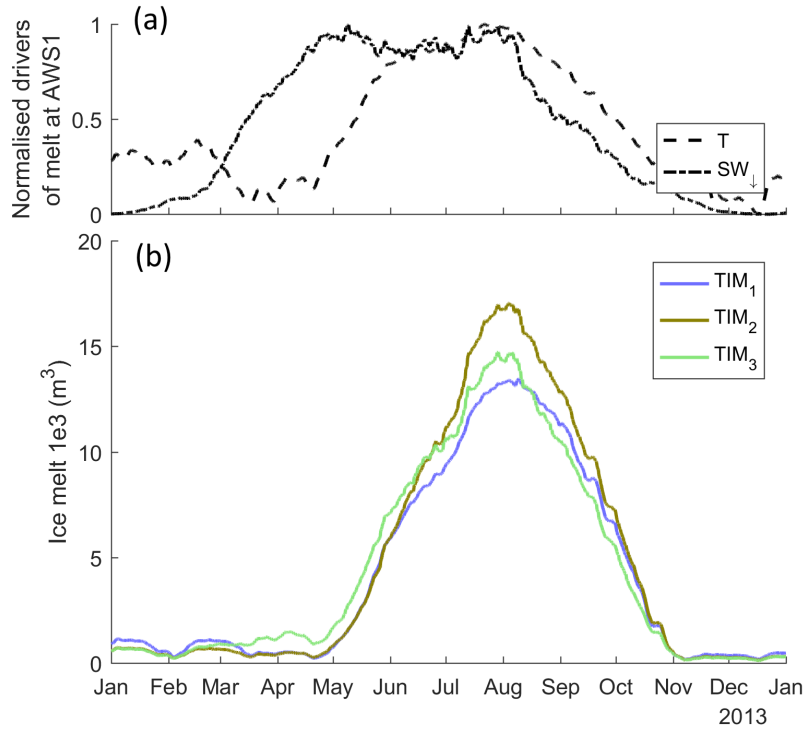 (a)
Normalised drivers
of melt at AWS1
1
0.5
0
T
SW↓
(b)
Ice melt 1e3 (m³)
20
15
10
5
0
TIM₁
TIM₂
TIM₃
Jan Feb Mar Apr May Jun Jul Aug Sep Oct Nov Dec Jan
2013